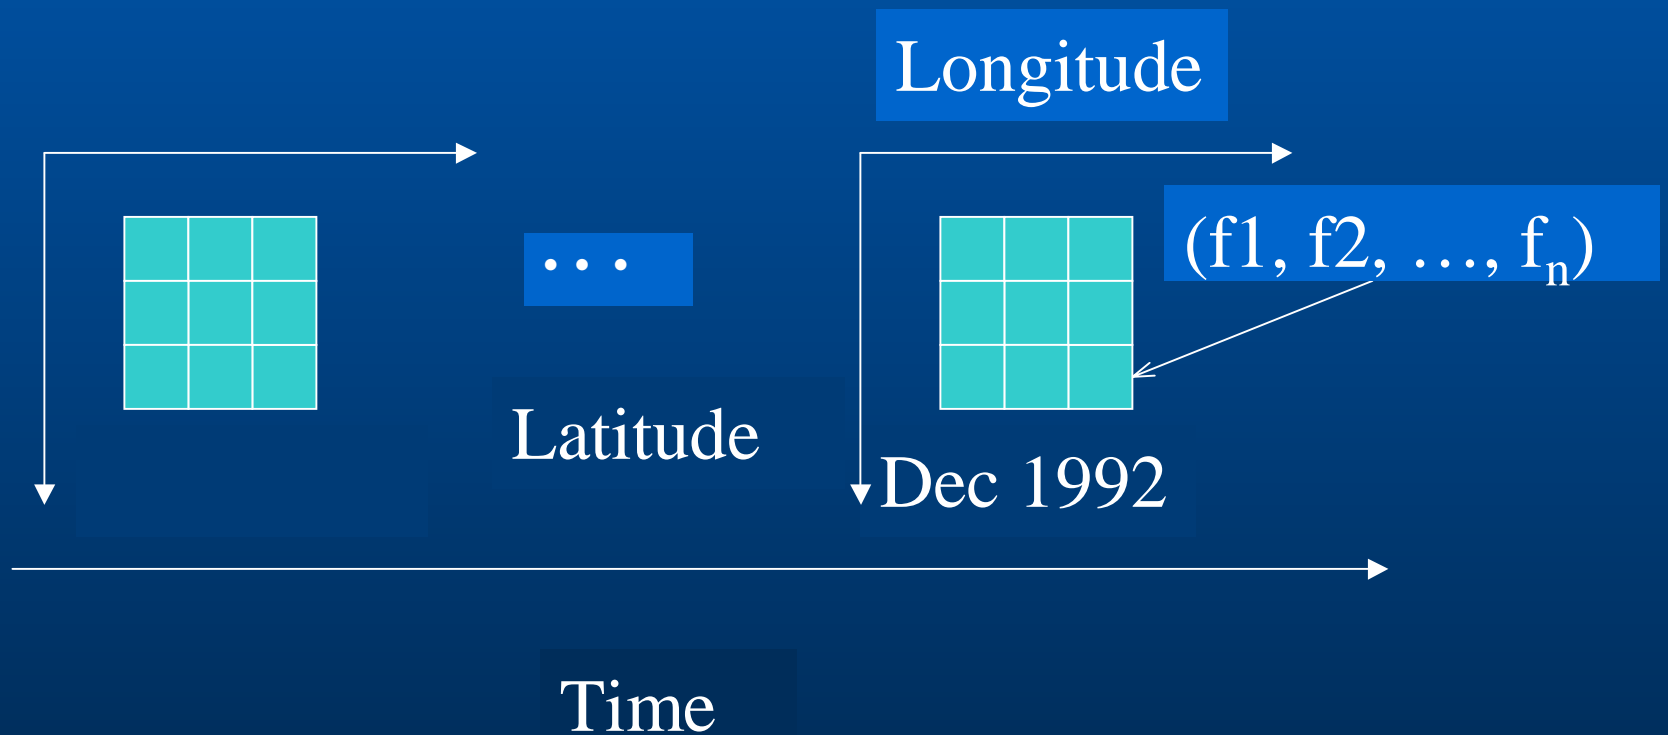 Longitude
(f1, f2, …, fn)
…
Latitude
Dec 1992
Time